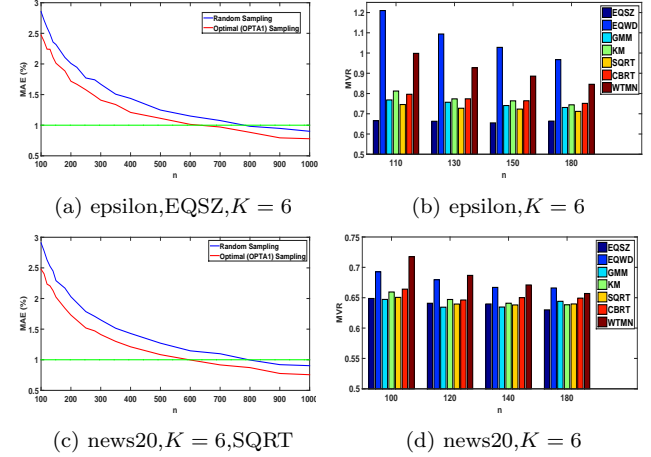 3
2.5
2
1.5
1
0.5
MAE (%)
100 200 300 400 500 600 700 800 900 1000
n
Random Sampling
Optimal (OPTA1) Sampling
1.2
1.1
1
0.9
0.8
0.7
0.6
0.5
MVR
110 130 150 180
n
EQSZ
EQWD
GMM
KM
SQRT
CBRT
WTMN
(a) epsilon,EQSZ,K = 6
(b) epsilon,K = 6
3
2.5
2
1.5
1
0.5
MAE (%)
100 200 300 400 500 600 700 800 900 1000
n
Random Sampling
Optimal (OPTA1) Sampling
0.75
0.7
0.65
0.6
0.55
0.5
MVR
100 120 140 180
n
EQSZ
EQWD
GMM
KM
SQRT
CBRT
WTMN
(c) news20,K = 6,SQRT
(d) news20,K = 6